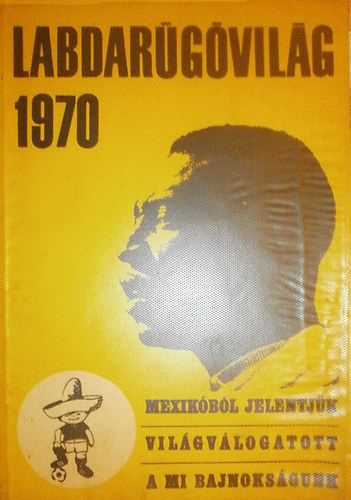 LABDARÚGÓVILÁG
1970
MEXIKÓBÓL JELENTJÜK
VILÁGVÁLOGATOTT
A MI BAJNOKSÁGUNK